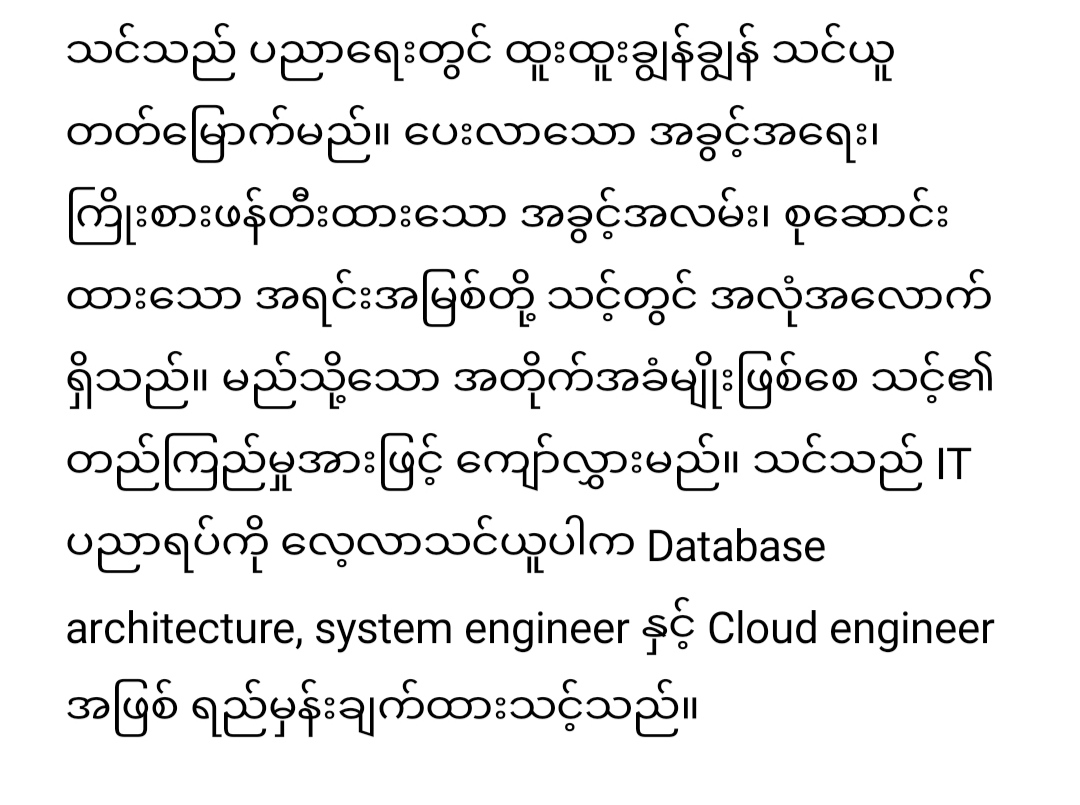 သင်သည် ပညာရေးတွင် ထူးထူးချွန်ချွန် သင်ယူ
တတ်မြောက်မည်။ ပေးလာသော အခွင့်အရေး၊
ကြိုးစားဖန်တီးထားသော အခွင့်အလမ်း၊ စုဆောင်း
ထားသော အရင်းအမြစ်တို့ သင့်တွင် အလုံအလောက်
ရှိသည်။ မည်သို့သော အတိုက်အခံမျိုးဖြစ်စေ သင့်၏
တည်ကြည်မှုအားဖြင့် ကျော်လွှားမည်။ သင်သည် IT
ပညာရပ်ကို လေ့လာသင်ယူပါက Database
architecture, system engineer နှင့် Cloud engineer
အဖြစ် ရည်မှန်းချက်ထားသင့်သည်။